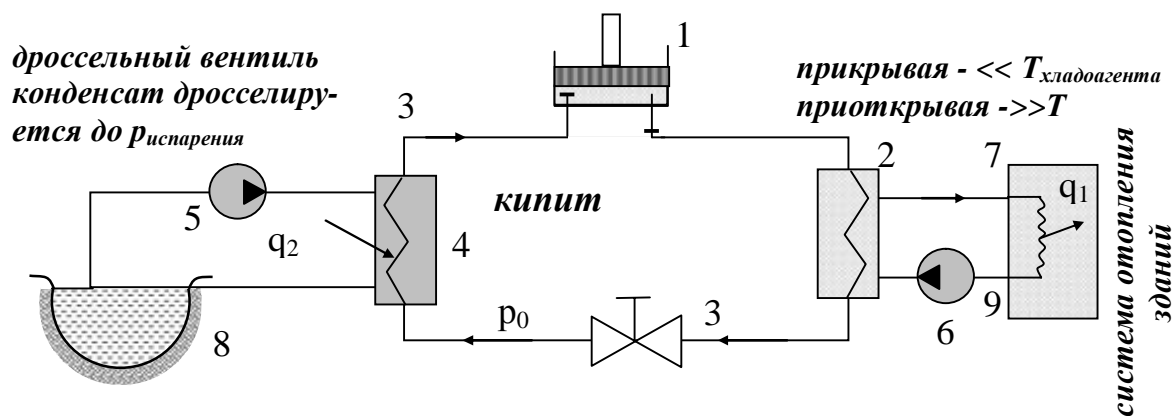 дроссельный вентиль
конденсат дросселиру-
ется до pиспарения
1
прикрывая - << Tхладоагента
приоткрывая ->>T
3
2
7
5
q2
4
кипит
q1
система отопления
зданий
8
p0
3
6
9